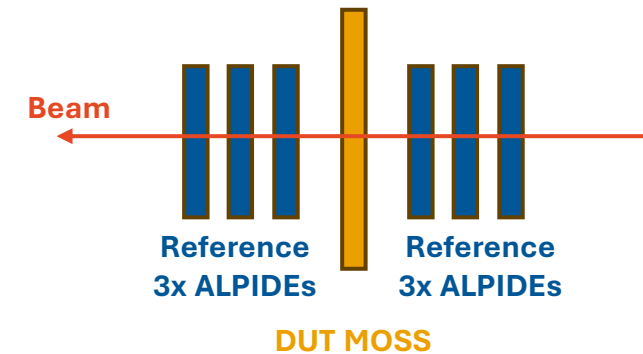 Beam
Reference
3x ALPIDEs
Reference
3x ALPIDEs
DUT MOSS